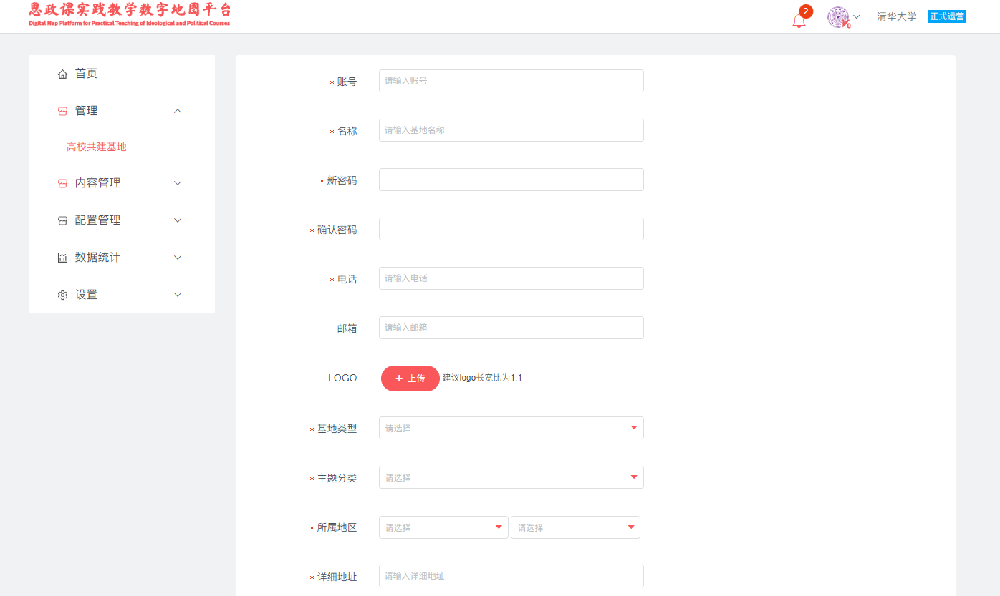 思政课实践教学数字地图平台
Digital Map Platform for Practical Teaching of Ideological and Political Courses
2
清华大学
正式运营
首页
管理
高校共建基地
内容管理
配置管理
数据统计
设置
* 账号
请输入账号
* 名称
请输入基地名称
* 新密码
* 确认密码
* 电话
请输入电话
邮箱
请输入邮箱
LOGO
+ 上传
建议logo长宽比为1:1
* 基地类型
请选择
* 主题分类
请选择
* 所属地区
请选择
请选择
* 详细地址
请输入详细地址